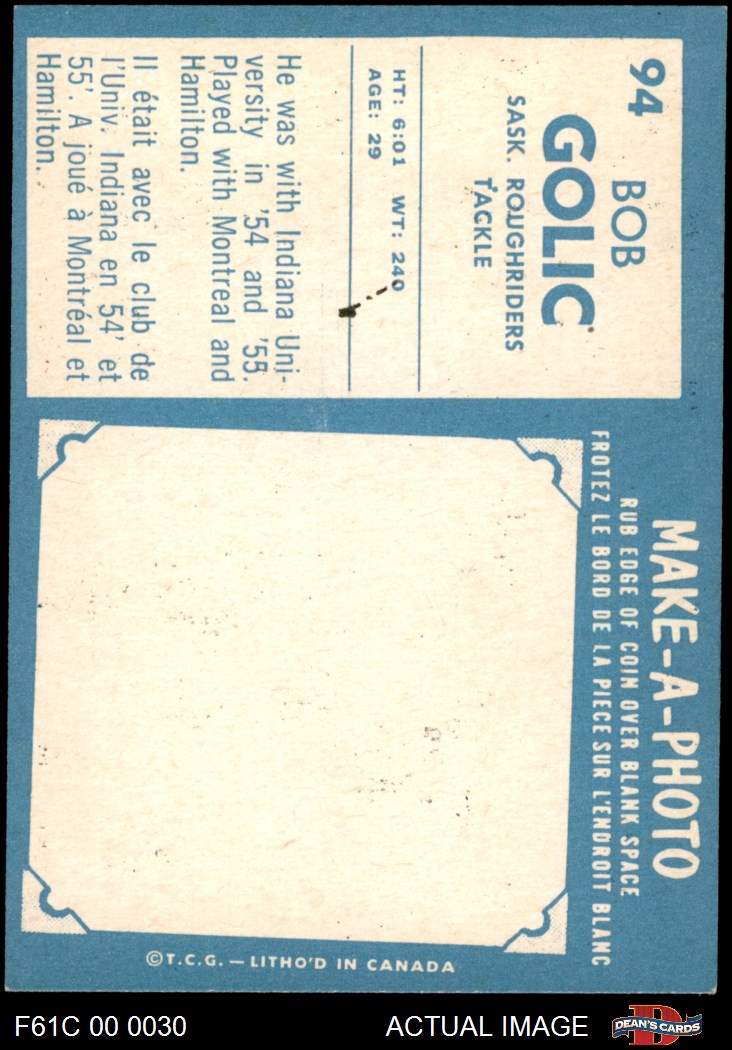 94
BOB
GOLIC
SASK. ROUGHRIDERS
TACKLE
HT: 6:01 WT: 240
AGE: 29
He was with Indiana Uni-
versity in '54 and '55.
Played with Montreal and
Hamilton.
Il était avec le club de
l'Univ. Indiana en 54' et
55'. A joué à Montréal et
Hamilton.
MAKE-A-PHOTO
RUB EDGE OF COIN OVER BLANK SPACE
FROTEZ LE BORD DE LA PIECE SUR L'ENDROIT BLANC
©T.C.G. — LITHO'D IN CANADA
F61C 00 0030
ACTUAL IMAGE
D
DEAN'S CARDS